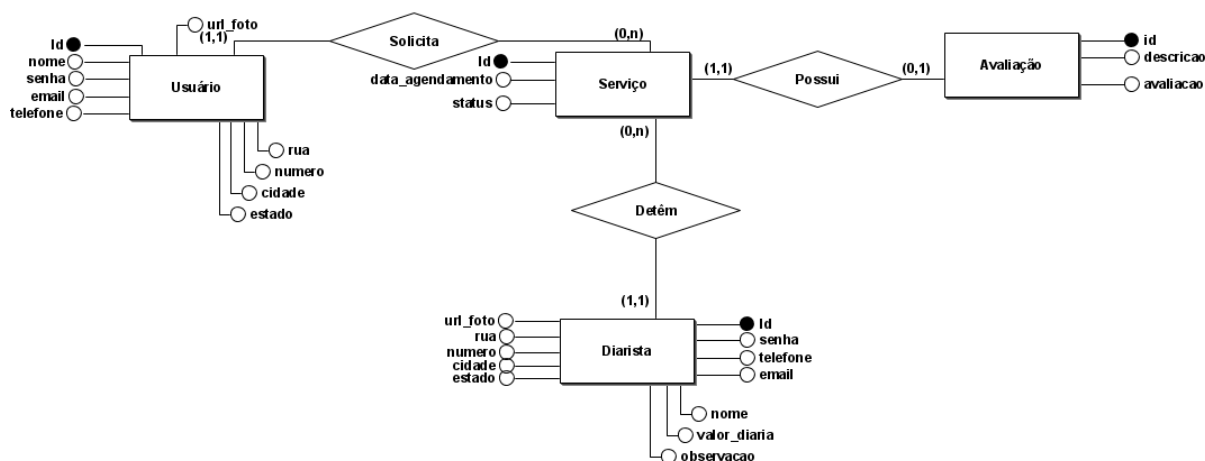 url_foto
(1,1)
Id
nome
senha
email
telefone
Usuário
rua
numero
cidade
estado
Solicita
(0,n)
Id
data_agendamento
status
Serviço
(1,1)
Possui
(0,1)
Avaliação
id
descricao
avaliacao
(0,n)
Detêm
(1,1)
url_foto
rua
numero
cidade
estado
Diarista
Id
senha
telefone
email
nome
valor_diaria
observacao